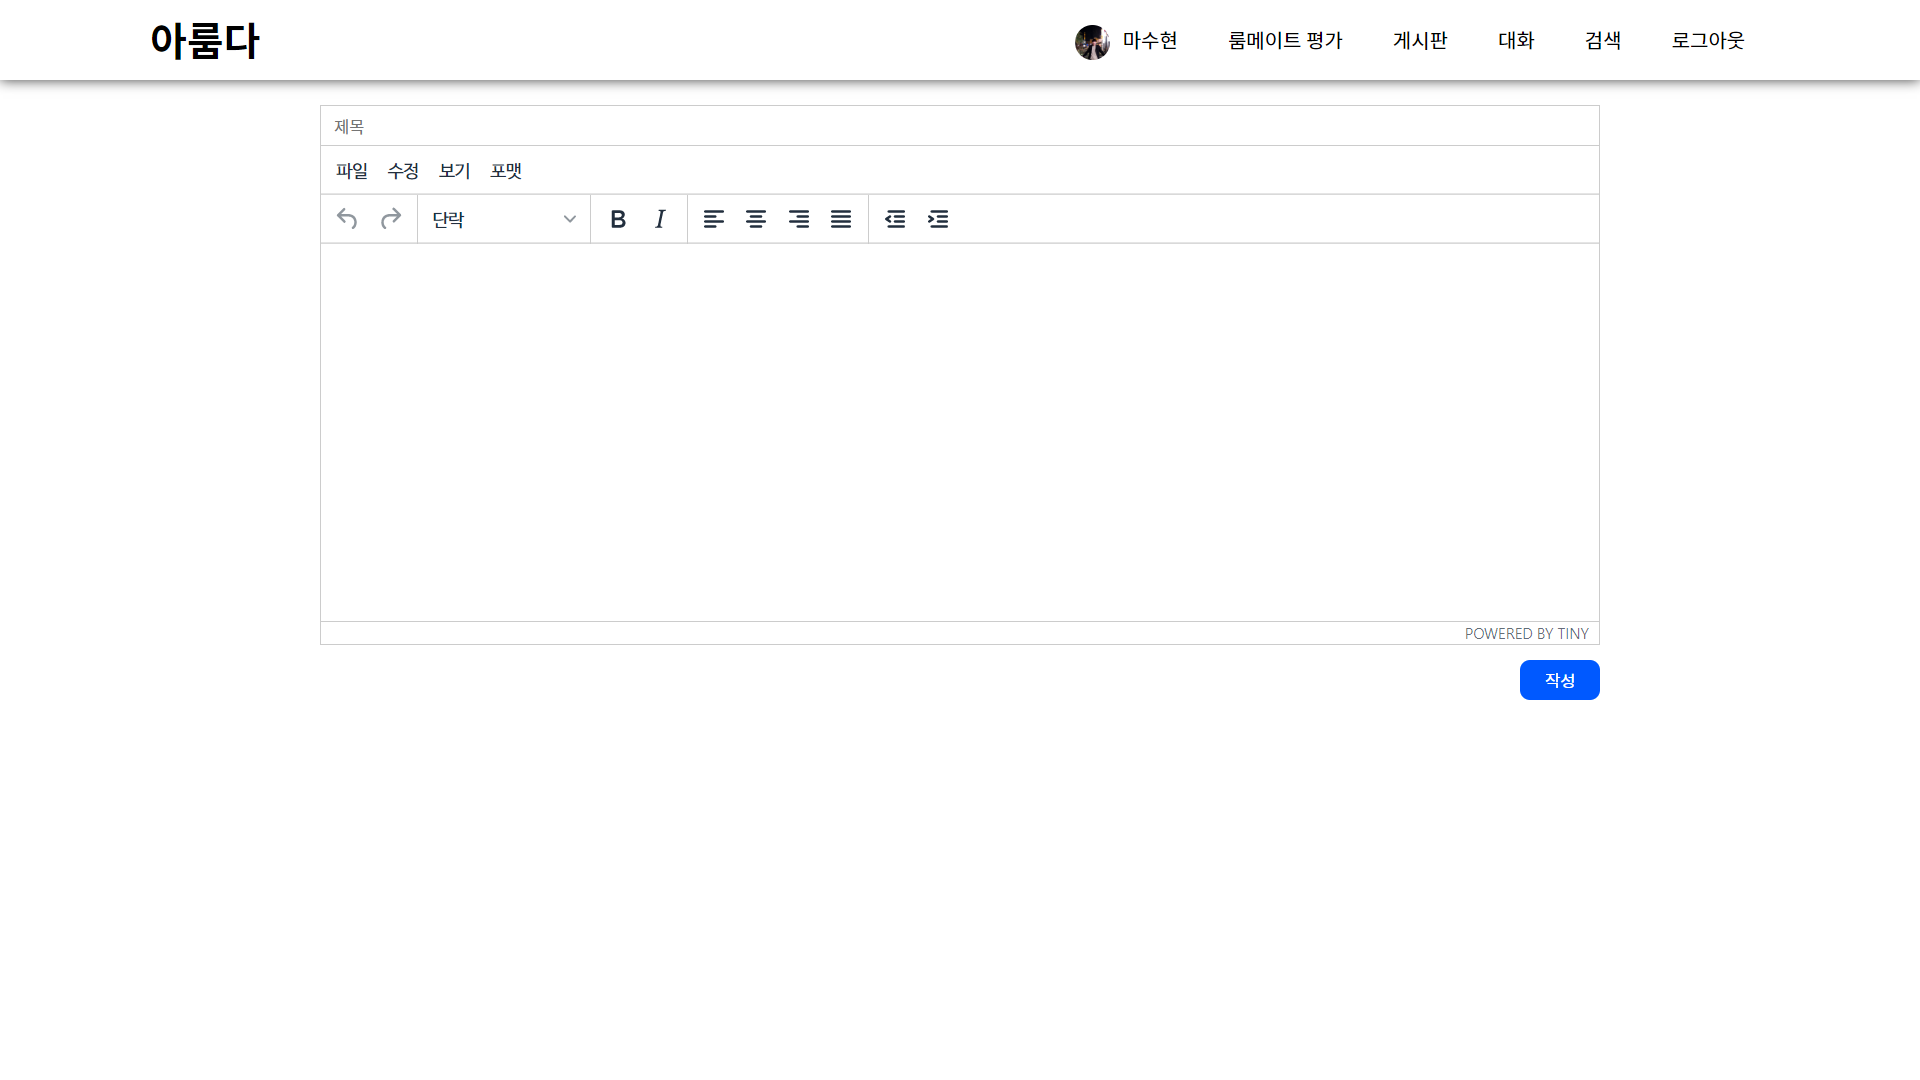 아룸다
마수현 룸메이트 평가 게시판 대화 검색 로그아웃
제목
파일 수정 보기 포맷
단락 B I
POWERED BY TINY
작성